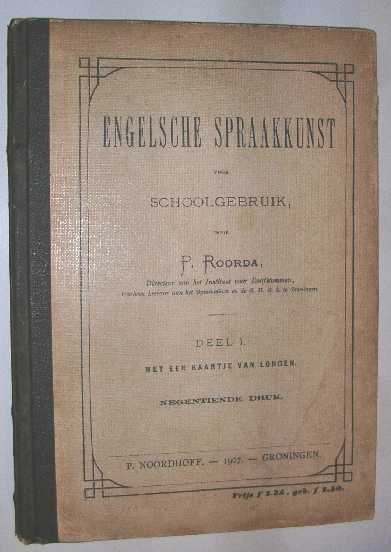 ENGELSCHE SPRAAKKUNST
VOOR
SCHOOLGEBRUIK,
DOOR
P. ROORDA,
Directeur van het Instituut voor Doofstommen,
DEEL I.
MET EEN KAARTJE VAN LONDEN.
NEGENTIENDE DRUK.
P. NOORDHOFF. — 1907. — GRONINGEN.
Prijs f